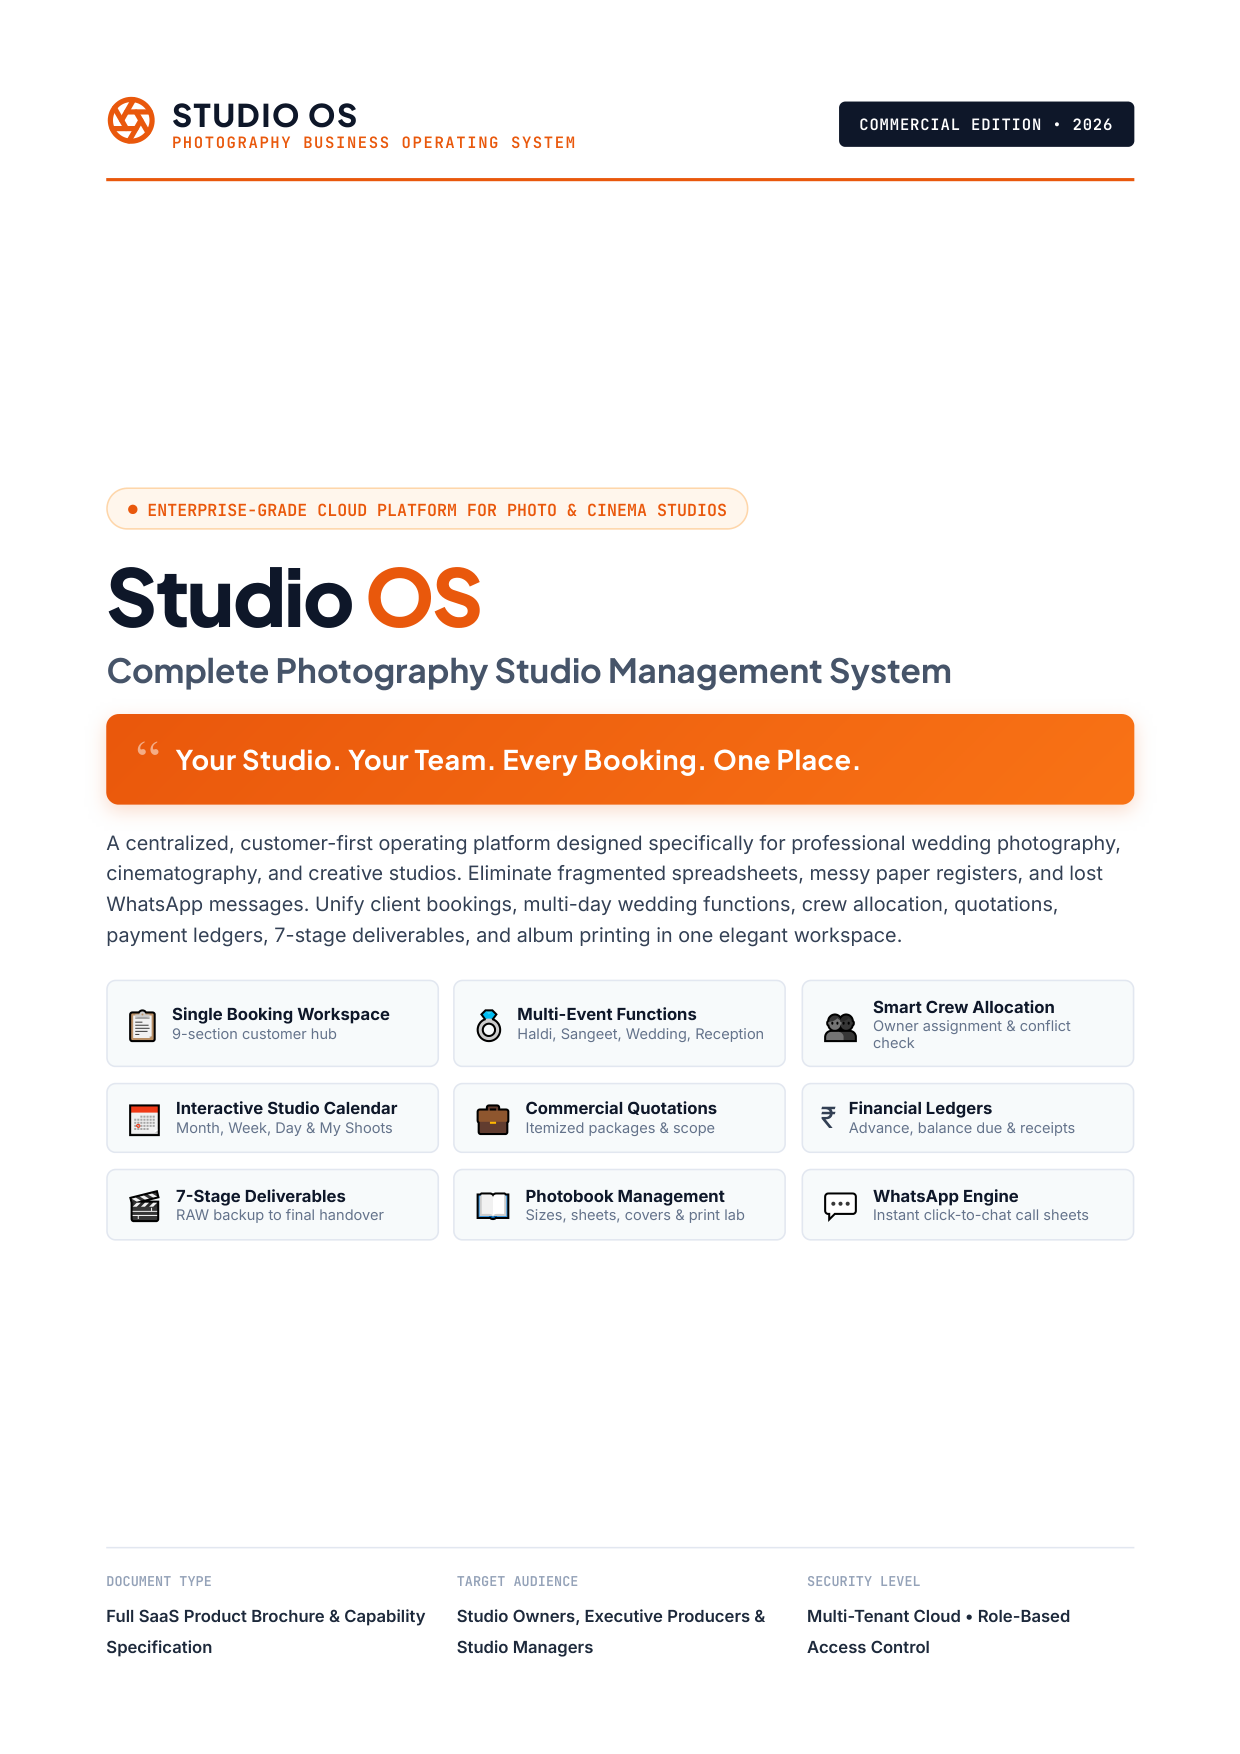 STUDIO OS
PHOTOGRAPHY BUSINESS OPERATING SYSTEM
COMMERCIAL EDITION • 2026
ENTERPRISE-GRADE CLOUD PLATFORM FOR PHOTO & CINEMA STUDIOS
Studio OS
Complete Photography Studio Management System
“ Your Studio. Your Team. Every Booking. One Place.
A centralized, customer-first operating platform designed specifically for professional wedding photography,
cinematography, and creative studios. Eliminate fragmented spreadsheets, messy paper registers, and lost
WhatsApp messages. Unify client bookings, multi-day wedding functions, crew allocation, quotations,
payment ledgers, 7-stage deliverables, and album printing in one elegant workspace.
Single Booking Workspace
9-section customer hub
Multi-Event Functions
Haldi, Sangeet, Wedding, Reception
Smart Crew Allocation
Owner assignment & conflict
check
Interactive Studio Calendar
Month, Week, Day & My Shoots
Commercial Quotations
Itemized packages & scope
₹ Financial Ledgers
Advance, balance due & receipts
7-Stage Deliverables
RAW backup to final handover
Photobook Management
Sizes, sheets, covers & print lab
WhatsApp Engine
Instant click-to-chat call sheets
DOCUMENT TYPE
Full SaaS Product Brochure & Capability
Specification
TARGET AUDIENCE
Studio Owners, Executive Producers &
Studio Managers
SECURITY LEVEL
Multi-Tenant Cloud • Role-Based
Access Control